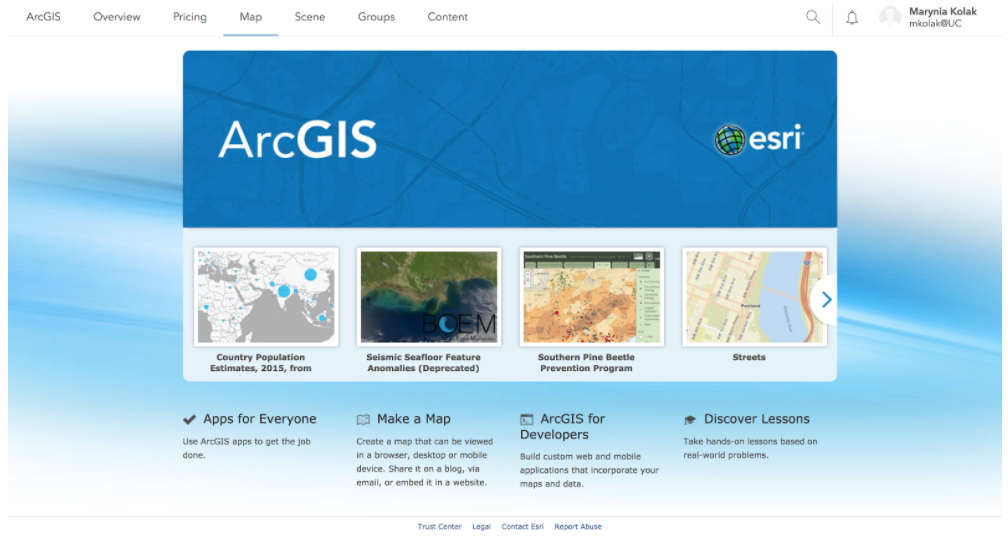 ArcGIS Overview Pricing Map Scene Groups Content
Marynia Kolak
mkolak@UC
ArcGIS
esri
BOEM
Southern Pine Beetle
Portland
Country Population
Estimates, 2015, from
Seismic Seafloor Feature
Anomalies (Deprecated)
Southern Pine Beetle
Prevention Program
Streets
Apps for Everyone
Use ArcGIS apps to get the job
done.
Make a Map
Create a map that can be viewed
in a browser, desktop or mobile
device. Share it on a blog, via
email, or embed it in a website.
ArcGIS for
Developers
Build custom web and mobile
applications that incorporate your
maps and data.
Discover Lessons
Take hands-on lessons based on
real-world problems.
Trust Center Legal Contact Esri Report Abuse